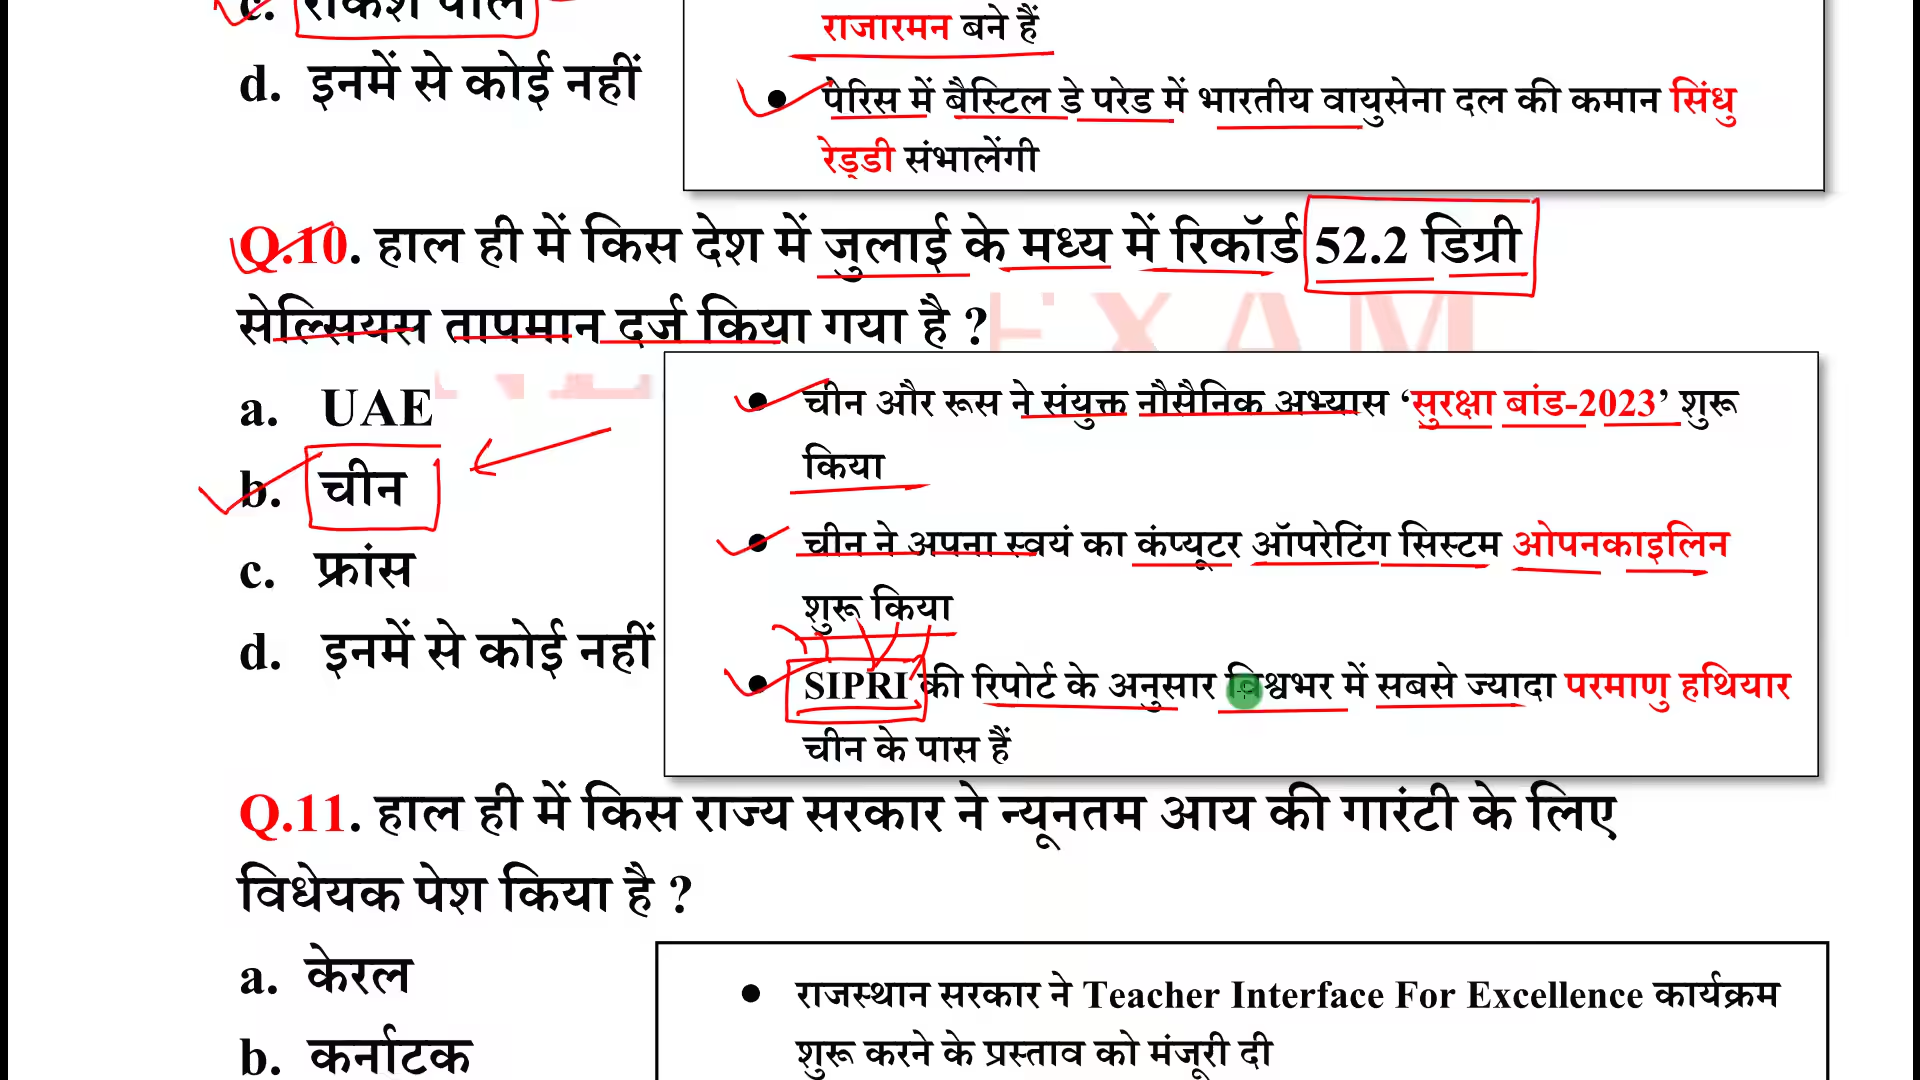 c. राकेश पाल
राजारमन बने हैं
d. इनमें से कोई नहीं
● पेरिस में बैस्टिल डे परेड में भारतीय वायुसेना दल की कमान सिंधु
रेड्डी संभालेंगी
Q.10. हाल ही में किस देश में जुलाई के मध्य में रिकॉर्ड 52.2 डिग्री
सेल्सियस तापमान दर्ज किया गया है ?
EXAM
a. UAE
b. चीन
c. फ्रांस
d. इनमें से कोई नहीं
● चीन और रूस ने संयुक्त नौसैनिक अभ्यास ‘सुरक्षा बांड-2023’ शुरू
किया
● चीन ने अपना स्वयं का कंप्यूटर ऑपरेटिंग सिस्टम ओपनकाइलिन
शुरू किया
● SIPRI की रिपोर्ट के अनुसार विश्वभर में सबसे ज्यादा परमाणु हथियार
चीन के पास हैं
Q.11. हाल ही में किस राज्य सरकार ने न्यूनतम आय की गारंटी के लिए
विधेयक पेश किया है ?
a. केरल
b. कर्नाटक
● राजस्थान सरकार ने Teacher Interface For Excellence कार्यक्रम
शुरू करने के प्रस्ताव को मंजूरी दी